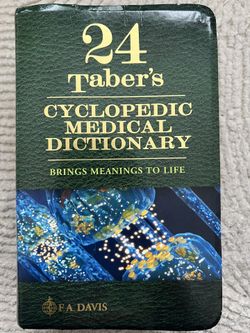 24
Taber's
CYCLOPEDIC
MEDICAL
DICTIONARY
BRINGS MEANINGS TO LIFE
F.A. DAVIS